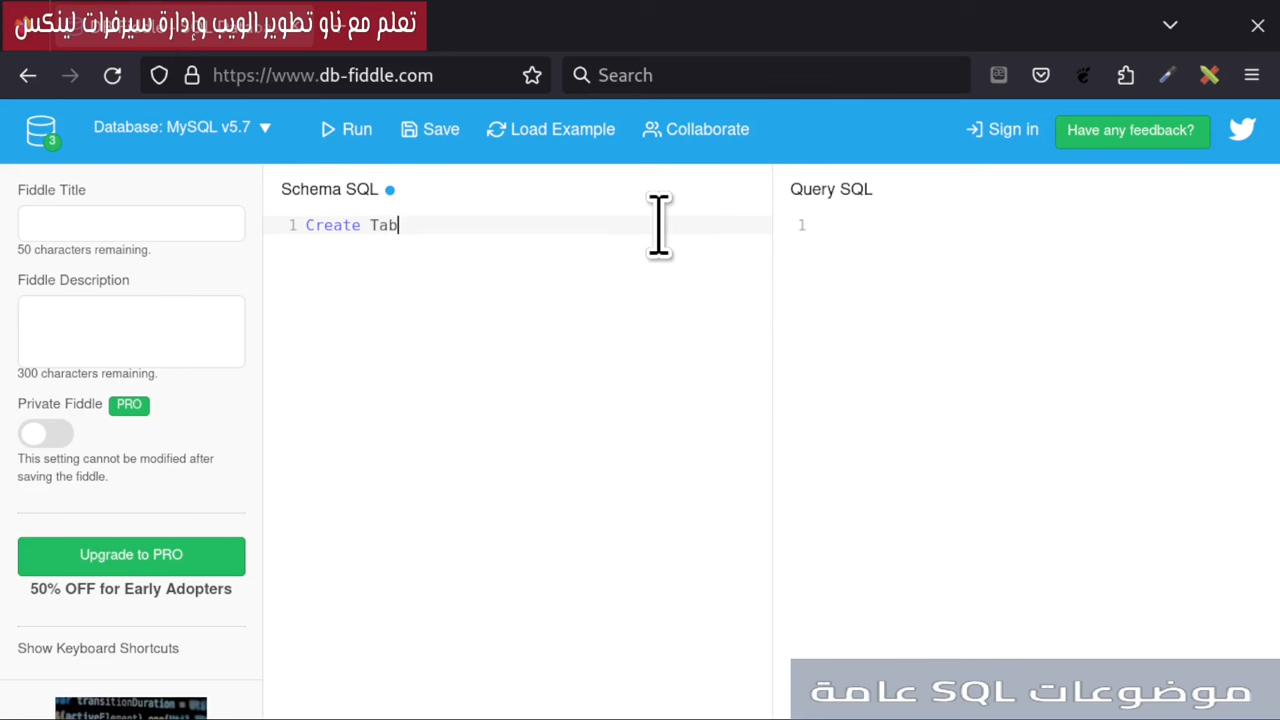 تعلم مع ناو تطوير الويب وإدارة سيرفرات لينكس
https://www.db-fiddle.com
Search
3
Database: MySQL v5.7
Run
Save
Load Example
Collaborate
Sign in
Have any feedback?
Fiddle Title
50 characters remaining.
Fiddle Description
300 characters remaining.
Private Fiddle PRO
This setting cannot be modified after
saving the fiddle.
Upgrade to PRO
50% OFF for Early Adopters
Show Keyboard Shortcuts
var transitionDuration =
Schema SQL
1 Create Tab
Query SQL
1
موضوعات SQL عامة